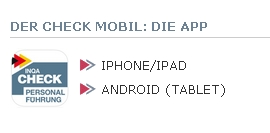 DER CHECK MOBIL: DIE APP
INQA
CHECK
PERSONAL
FÜHRUNG
IPHONE/IPAD
ANDROID (TABLET)